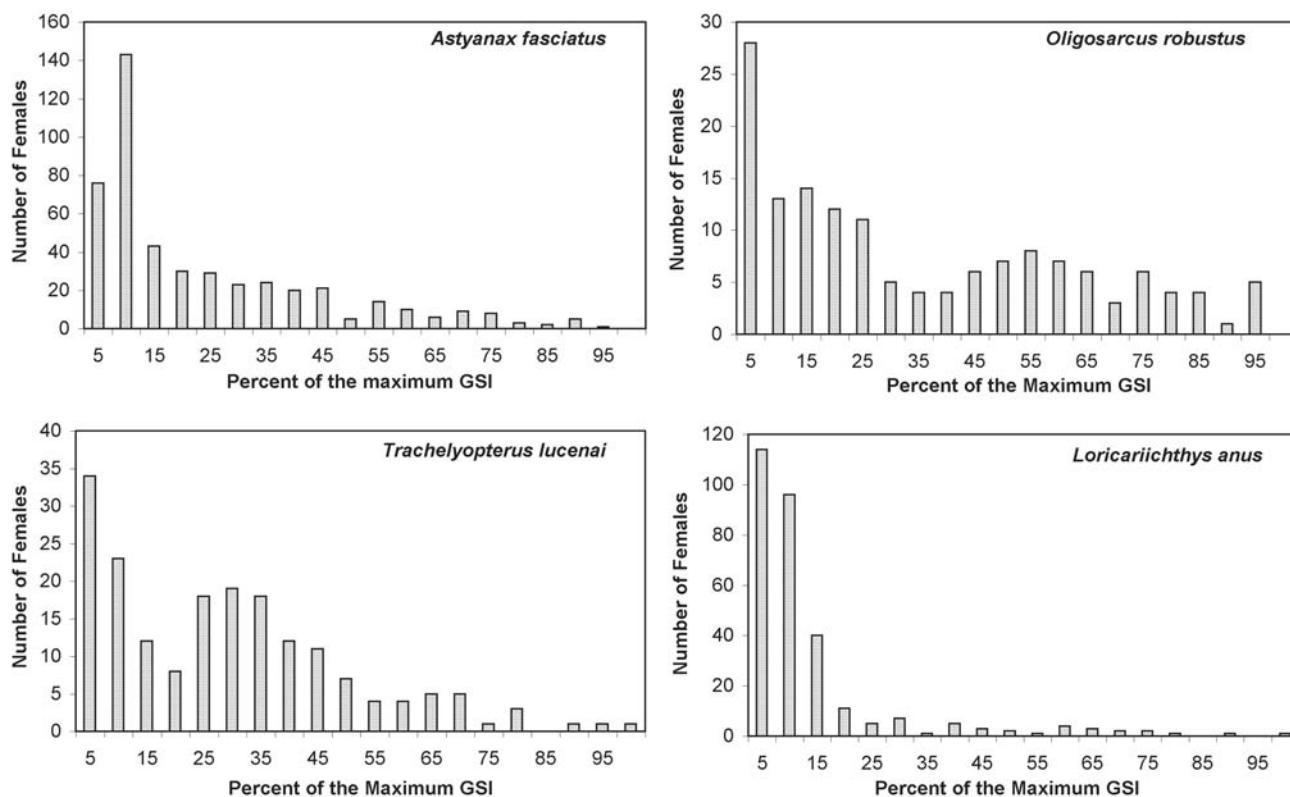 Astyanax fasciatus
Number of Females
160
140
120
100
80
60
40
20
0
5 15 25 35 45 55 65 75 85 95
Percent of the maximum GSI
Oligosarcus robustus
Number of Females
30
25
20
15
10
5
0
5 15 25 35 45 55 65 75 85 95
Percent of the Maximum GSI
Trachelyopterus lucenai
Number of Females
40
35
30
25
20
15
10
5
0
5 15 25 35 45 55 65 75 85 95
Percent of the Maximum GSI
Loricariichthys anus
Number of Females
120
100
80
60
40
20
0
5 15 25 35 45 55 65 75 85 95
Percent of the Maximum GSI